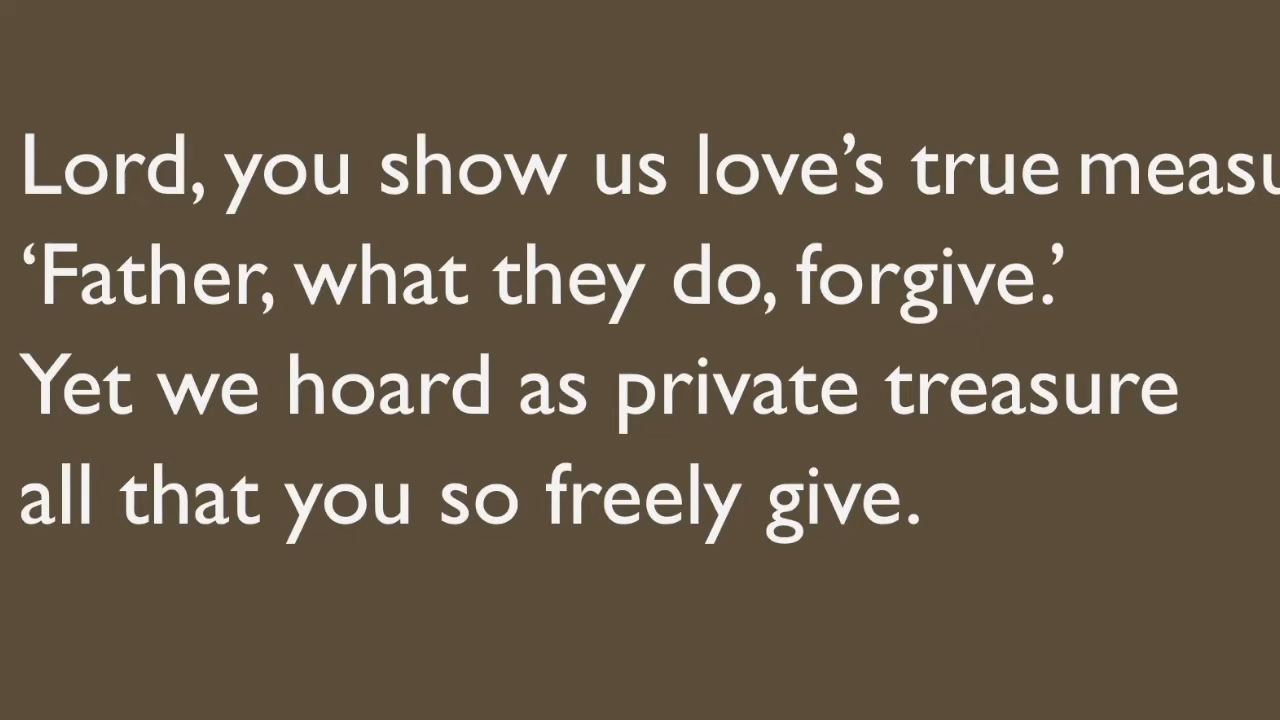 Lord, you show us love’s true measu
‘Father, what they do, forgive.’
Yet we hoard as private treasure
all that you so freely give.